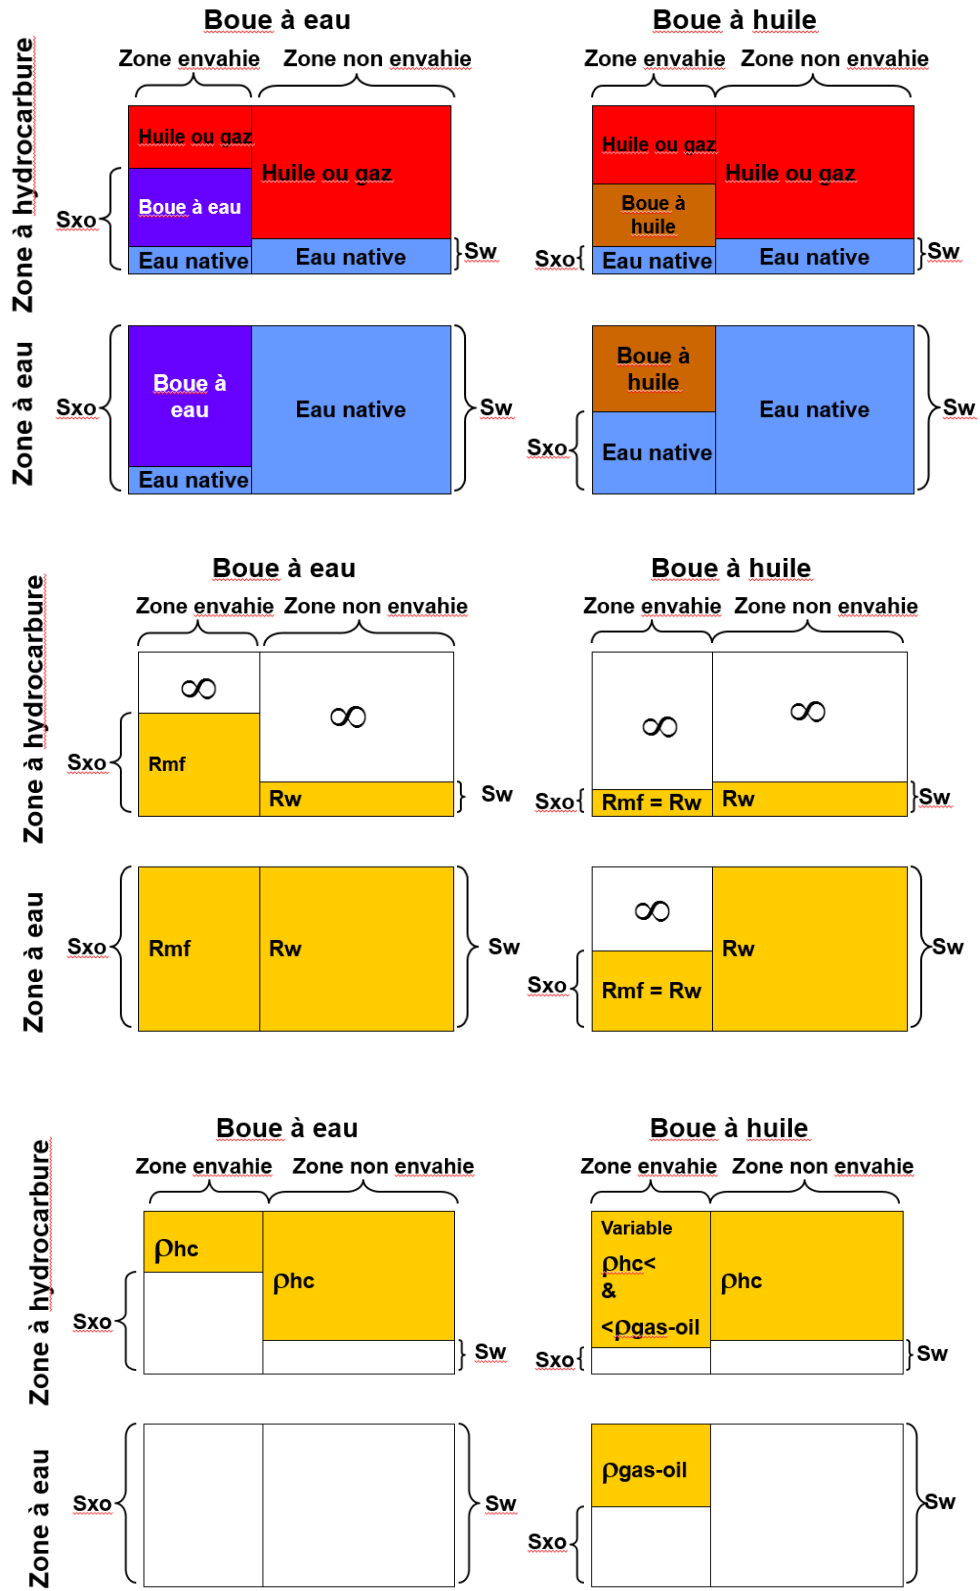 Boue à eau
Boue à huile
Zone envahie
Zone non envahie
Zone envahie
Zone non envahie
Zone à hydrocarbure
Huile ou gaz
Huile ou gaz
Huile ou gaz
Huile ou gaz
Sxo
Boue à eau
Boue à
huile
Eau native
Eau native
Sw
Sxo
Eau native
Eau native
Sw
Zone à eau
Sxo
Boue à
eau
Eau native
Eau native
Sw
Boue à
huile
Sxo
Eau native
Eau native
Sw
Boue à eau
Boue à huile
Zone envahie
Zone non envahie
Zone envahie
Zone non envahie
Zone à hydrocarbure
∞
∞
∞
∞
Sxo
Rmf
Rw
Sw
Sxo
Rmf = Rw
Rw
Sw
Zone à eau
Sxo
Rmf
Rw
Sw
∞
Sxo
Rmf = Rw
Rw
Sw
Boue à eau
Boue à huile
Zone envahie
Zone non envahie
Zone envahie
Zone non envahie
Zone à hydrocarbure
ρhc
ρhc
Sxo
Sw
Variable
ρhc<
&
<ρgas-oil
ρhc
Sxo
Sw
Zone à eau
Sxo
Sw
ρgas-oil
Sxo
Sw